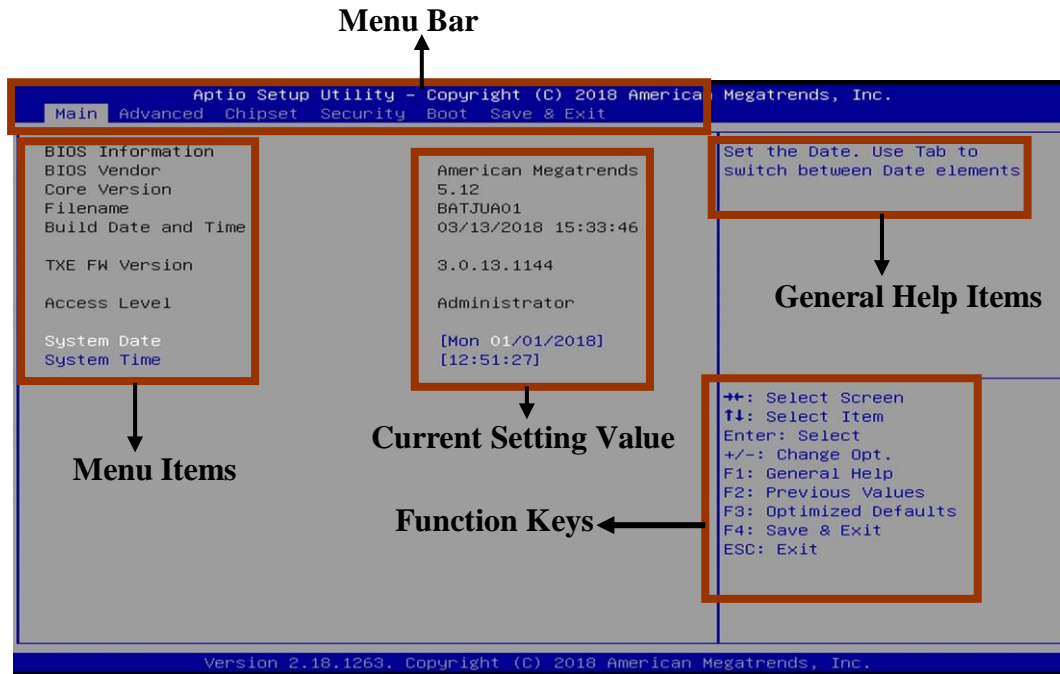 Menu Bar
Aptio Setup Utility – Copyright (C) 2018 American Megatrends, Inc.
Main Advanced Chipset Security Boot Save & Exit
BIOS Information
BIOS Vendor American Megatrends
Core Version 5.12
Filename BATJUA01
Build Date and Time 03/13/2018 15:33:46
TXE FW Version 3.0.13.1144
Access Level Administrator
System Date [Mon 01/01/2018]
System Time [12:51:27]
Set the Date. Use Tab to
switch between Date elements
General Help Items
Menu Items
Current Setting Value
Function Keys
→←: Select Screen
↑↓: Select Item
Enter: Select
+/-: Change Opt.
F1: General Help
F2: Previous Values
F3: Optimized Defaults
F4: Save & Exit
ESC: Exit
Version 2.18.1263. Copyright (C) 2018 American Megatrends, Inc.